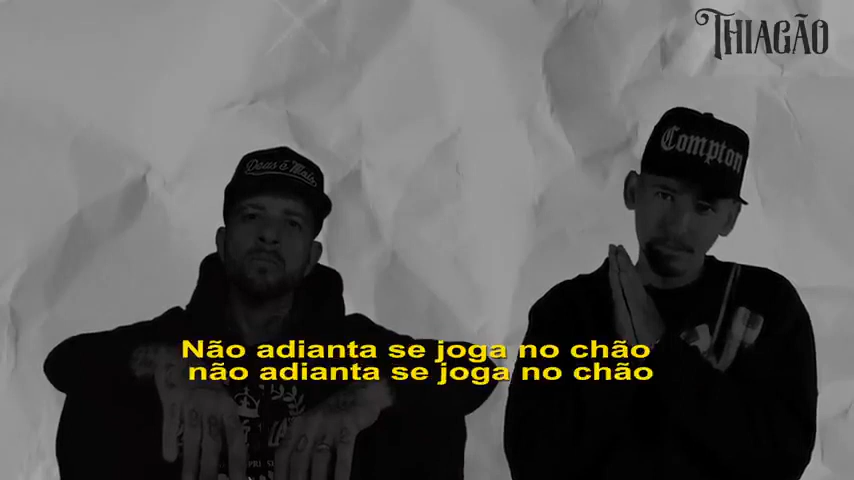 THIAGÃO
Compton
Deus é Mais
Não adianta se joga no chão
não adianta se joga no chão